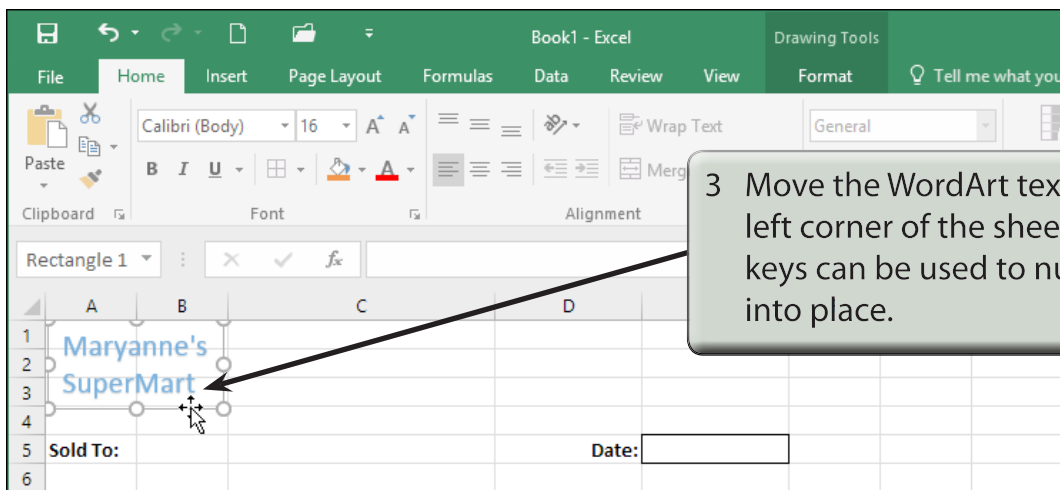 Book1 - Excel
Drawing Tools
File Home Insert Page Layout Formulas Data Review View Format Tell me what you
Calibri (Body) 16 A A Wrap Text General
Paste B I U A Merg
Clipboard Font Alignment
3 Move the WordArt tex
left corner of the shee
keys can be used to nu
into place.
Rectangle 1 fx
A B C D
1 Maryanne's
2
3 SuperMart
4
5 Sold To: Date:
6